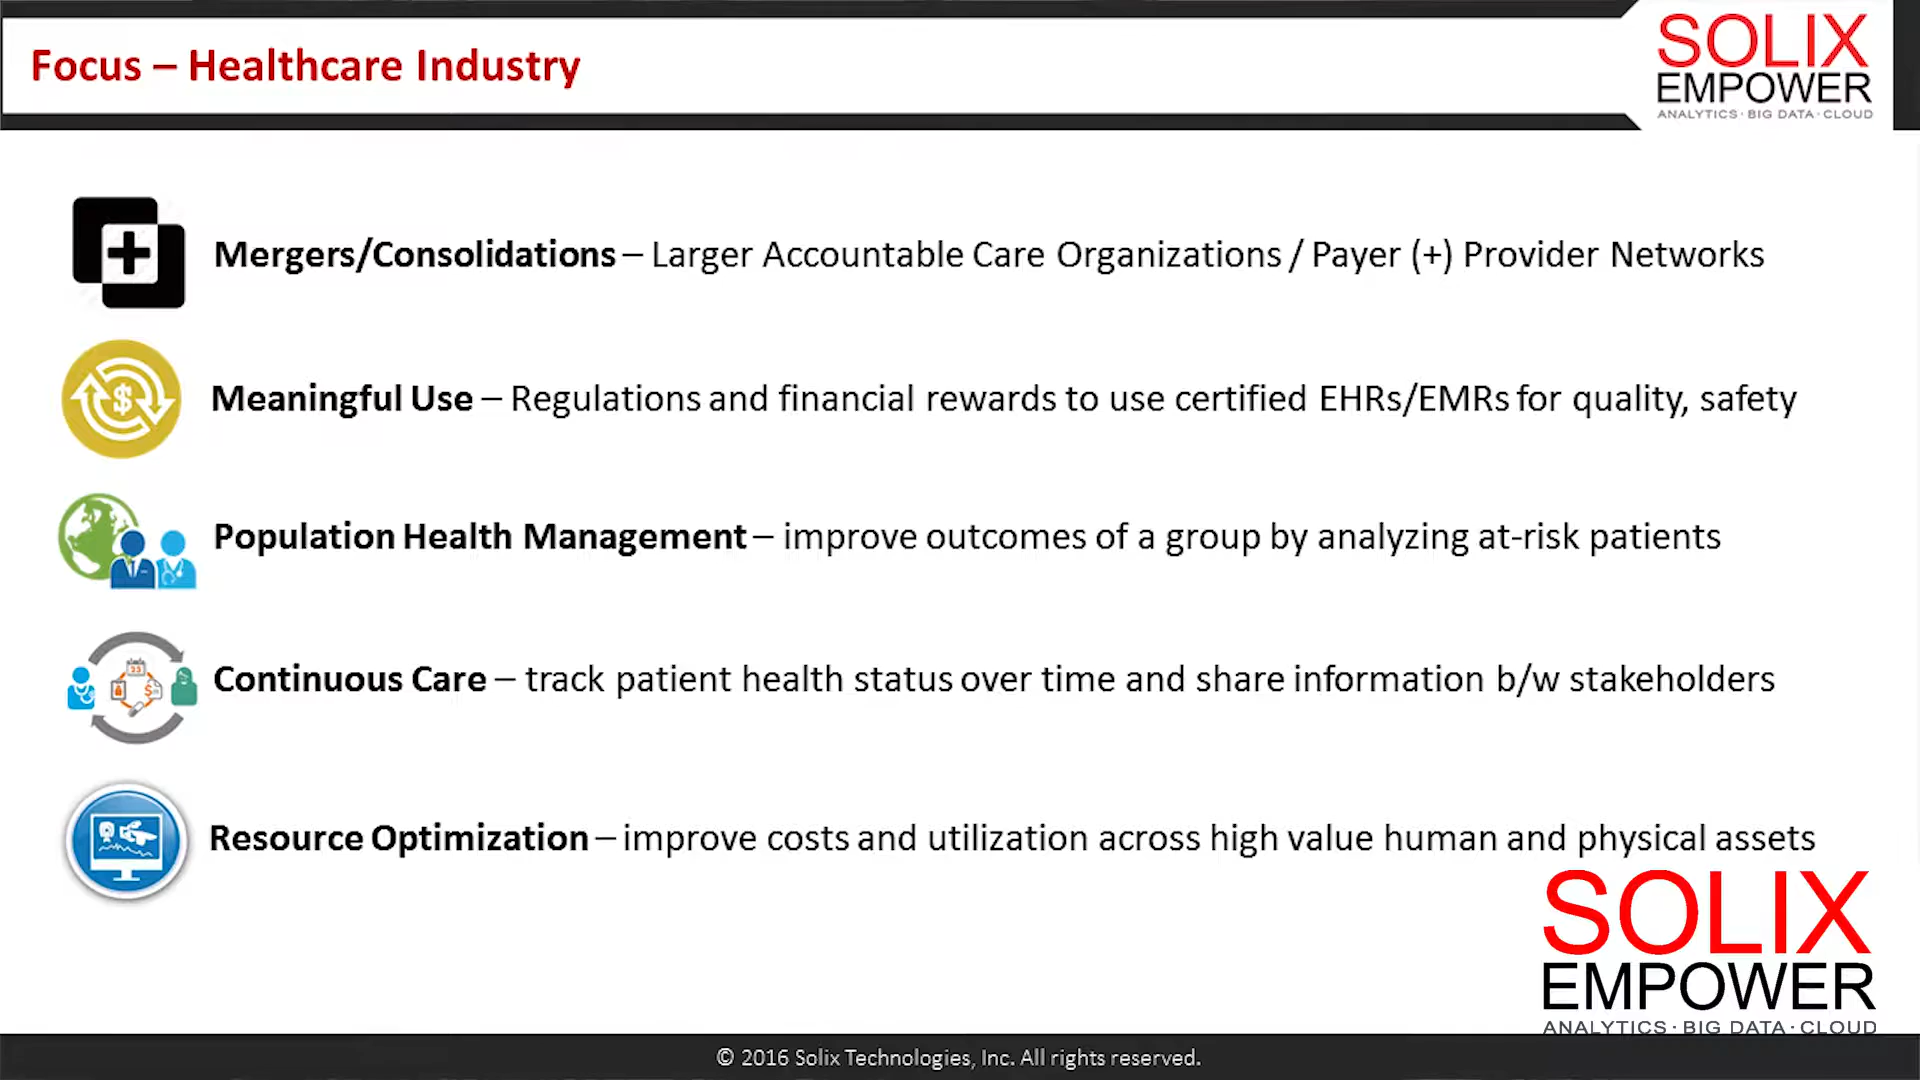 Focus – Healthcare Industry
SOLIX
EMPOWER
ANALYTICS · BIG DATA · CLOUD
Mergers/Consolidations – Larger Accountable Care Organizations / Payer (+) Provider Networks
$
Meaningful Use – Regulations and financial rewards to use certified EHRs/EMRs for quality, safety
Population Health Management – improve outcomes of a group by analyzing at-risk patients
23
$
Continuous Care – track patient health status over time and share information b/w stakeholders
Resource Optimization – improve costs and utilization across high value human and physical assets
SOLIX
EMPOWER
ANALYTICS · BIG DATA · CLOUD
© 2016 Solix Technologies, Inc. All rights reserved.